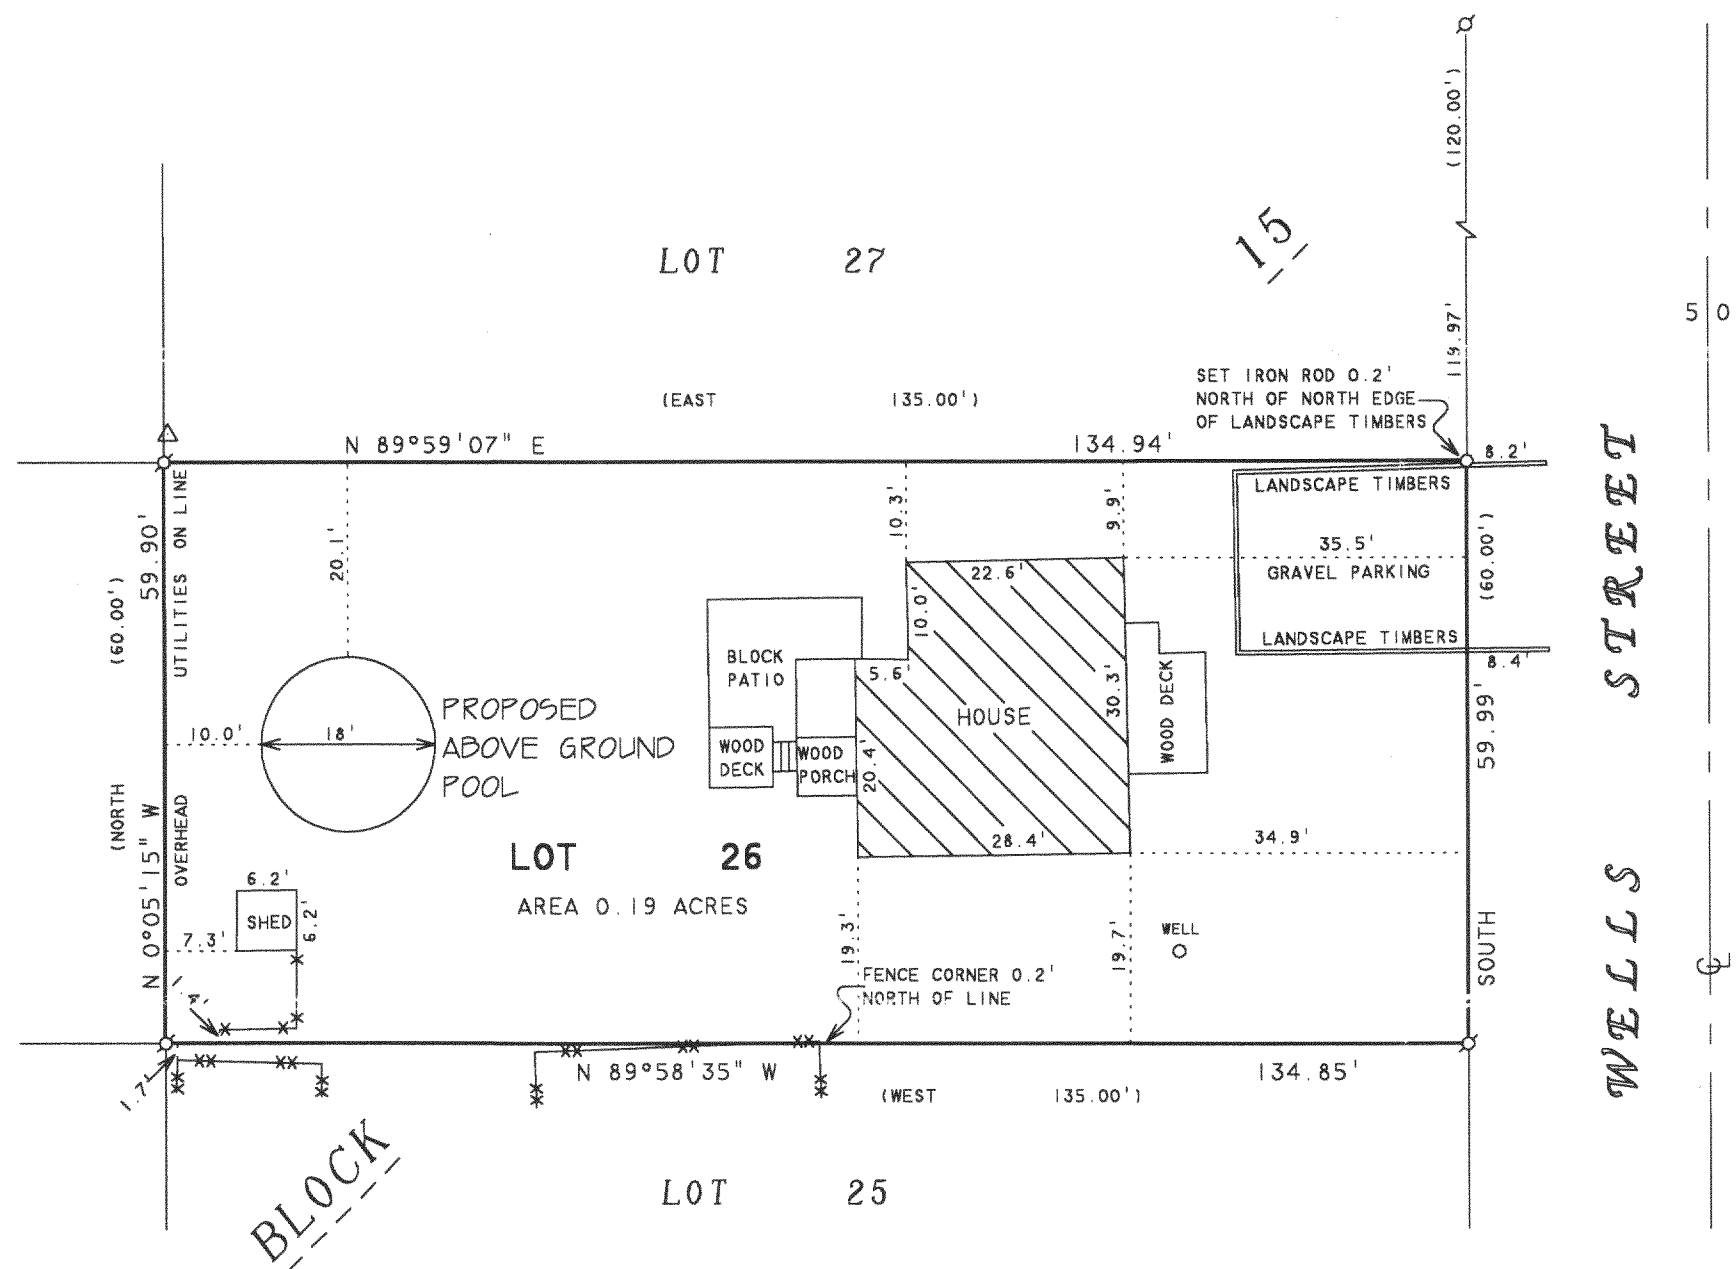 (120.00')
15
LOT 27
119.97'
50
SET IRON ROD 0.2'
NORTH OF NORTH EDGE
OF LANDSCAPE TIMBERS
(EAST 135.00')
N 89°59'07" E 134.94'
8.2'
LANDSCAPE TIMBERS
UTILITIES ON LINE
59.90'
(60.00')
20.1'
10.3'
9.9'
35.5'
GRAVEL PARKING
(60.00')
22.6'
10.0'
LANDSCAPE TIMBERS
8.4'
BLOCK
PATIO
5.6'
30.3'
HOUSE
WOOD DECK
59.99'
STREET
10.0'
18'
PROPOSED
ABOVE GROUND
POOL
WOOD
DECK
WOOD
PORCH
20.4'
(NORTH
N 0°05'15" W
OVERHEAD
28.4'
34.9'
LOT 26
AREA 0.19 ACRES
6.2'
SHED
6.2'
7.3'
19.3'
19.7'
WELL
SOUTH
WELLS
FENCE CORNER 0.2'
NORTH OF LINE
1.7'
N 89°58'35" W 134.85'
(WEST 135.00')
BLOCK
LOT 25